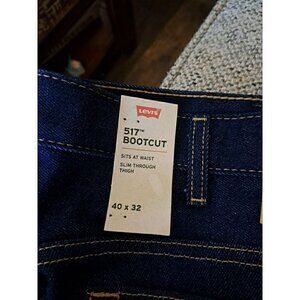 Levi's
517™
BOOTCUT
SITS AT WAIST
SLIM THROUGH
THIGH
40 x 32